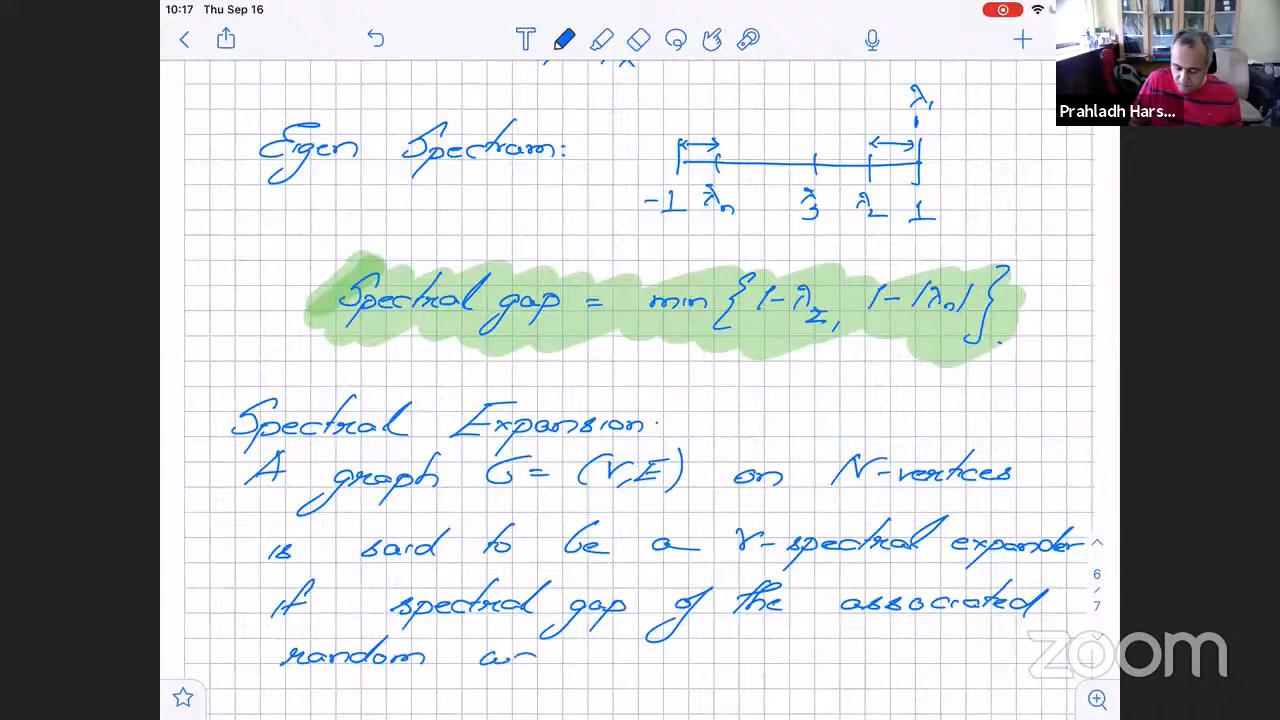 10:17 Thu Sep 16
Prahladh Hars...
λ1
Eigen Spectrum:
-1 λn λ3 λ2 1
Spectral gap = min {1-λ2, 1-|λn|}.
Spectral Expansion.
A graph G = (V,E) on N-vertices
is said to be a γ-spectral expander
if spectral gap of the associated
random
6
7
zoom